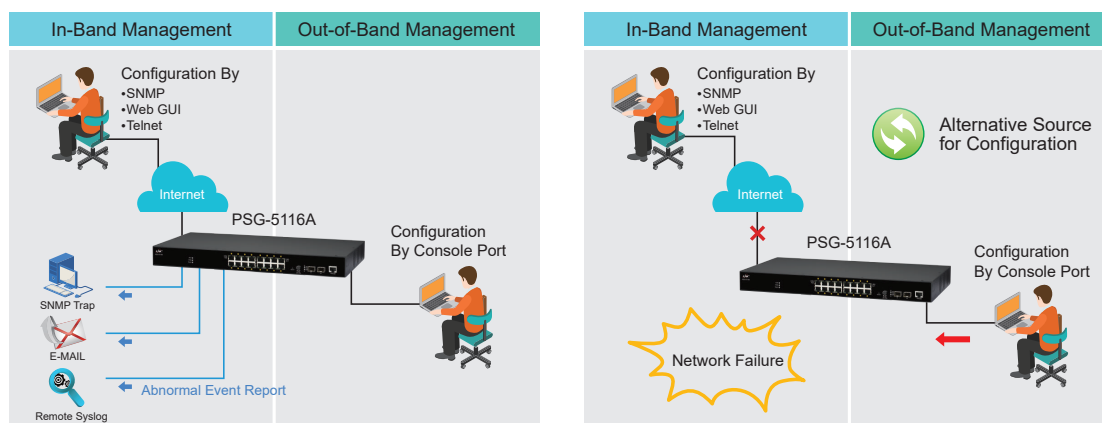 In-Band Management
Out-of-Band Management
Configuration By
•SNMP
•Web GUI
•Telnet
Internet
PSG-5116A
Configuration
By Console Port
SNMP Trap
E-MAIL
Abnormal Event Report
Remote Syslog
In-Band Management
Out-of-Band Management
Configuration By
•SNMP
•Web GUI
•Telnet
Alternative Source
for Configuration
Internet
PSG-5116A
Configuration
By Console Port
Network Failure